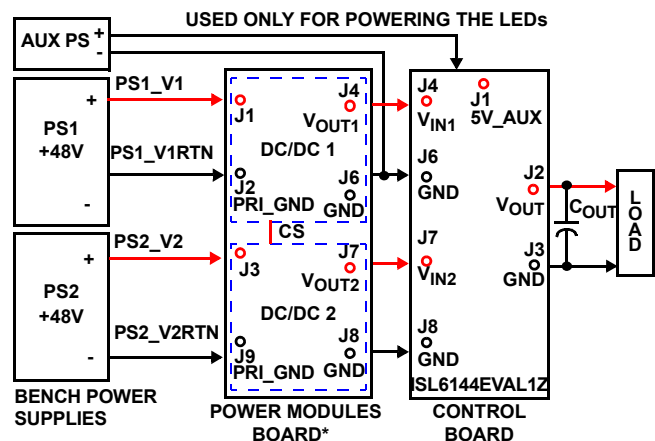 USED ONLY FOR POWERING THE LEDs
AUX PS
+
-
PS1
+48V
+
-
PS1_V1
PS1_V1RTN
PS2
+48V
+
-
PS2_V2
PS2_V2RTN
BENCH POWER
SUPPLIES
J1
J4
VOUT1
DC/DC 1
J2
PRI_GND
J6
GND
CS
J3
J7
VOUT2
DC/DC 2
J9
PRI_GND
J8
GND
POWER MODULES
BOARD*
J4
VIN1
J1
5V_AUX
J6
GND
J2
VOUT
J7
VIN2
J3
GND
J8
GND
ISL6144EVAL1Z
CONTROL
BOARD
COUT
LOAD